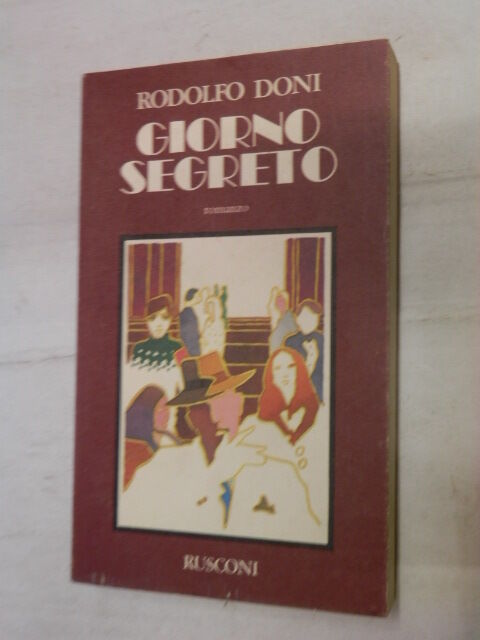 RODOLFO DONI
GIORNO
SEGRETO
romanzo
RUSCONI